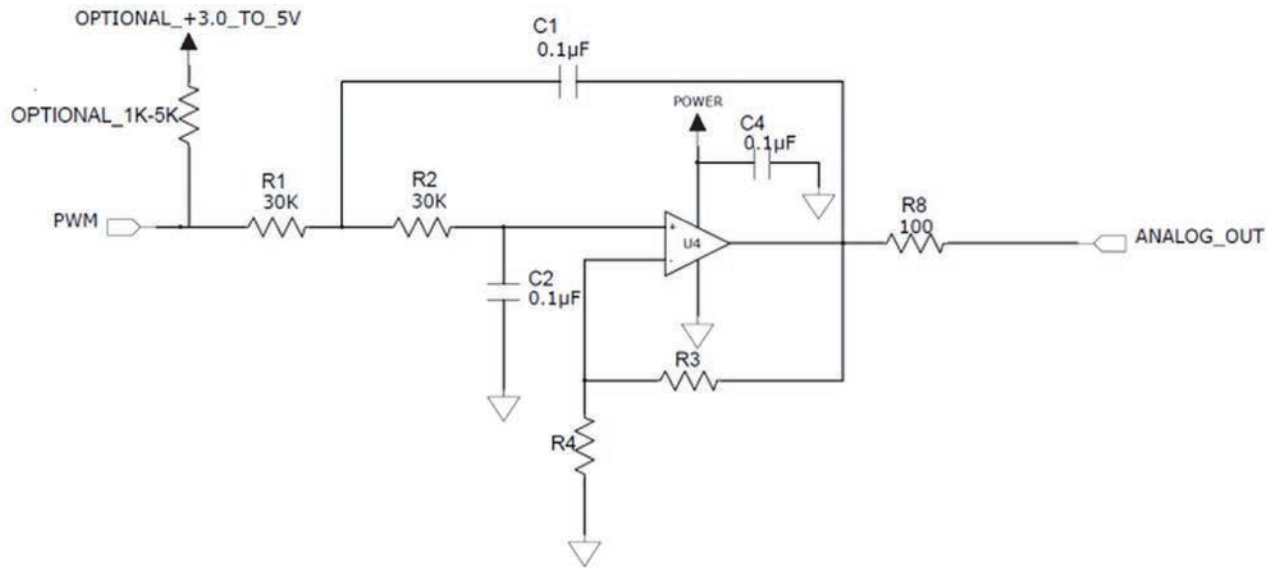 OPTIONAL_+3.0_TO_5V
C1
0.1µF
OPTIONAL_1K-5K
POWER
C4
0.1µF
R1
30K
R2
30K
R8
100
PWM
+
U4
-
ANALOG_OUT
C2
0.1µF
R3
R4